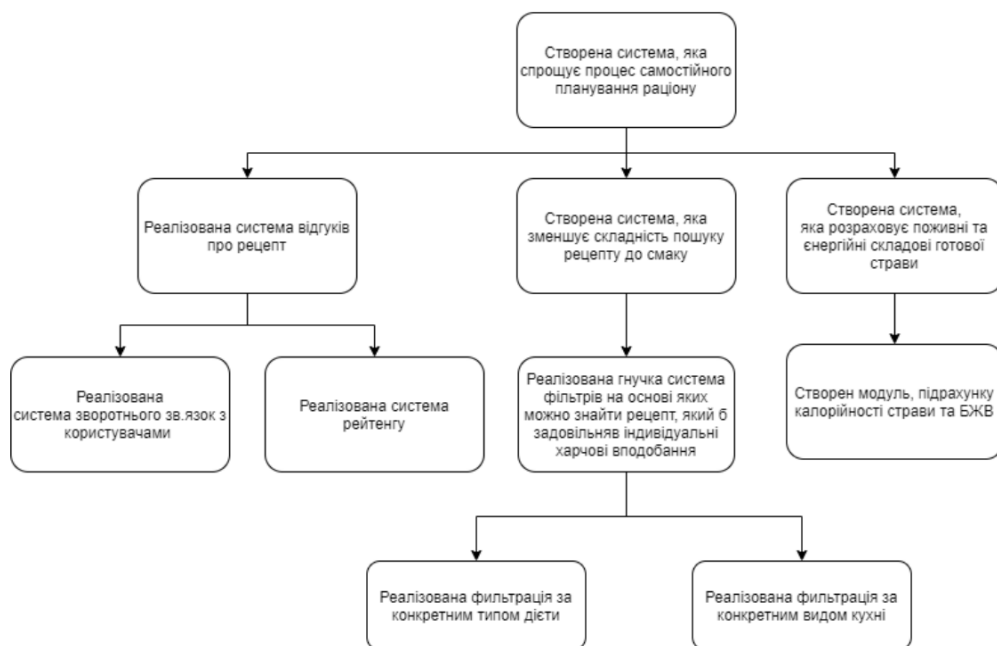 Створена система, яка
спрощує процес самостійного
планування раціону
Реалізована система відгуків
про рецепт
Створена система, яка
зменшує складність пошуку
рецепту до смаку
Створена система,
яка розраховує поживні та
єнергійні складові готової
страви
Реалізована
система зворотнього зв.язок з
користувачами
Реалізована система
рейтенгу
Реалізована гнучка система
фільтрів на основі яких
можно знайти рецепт, який б
задовільняв індивідуальні
харчові вподобання
Створен модуль, підрахунку
калорійності страви та БЖВ
Реалізована фильтрація за
конкретним типом дієти
Реалізована фильтрація за
конкретним видом кухні